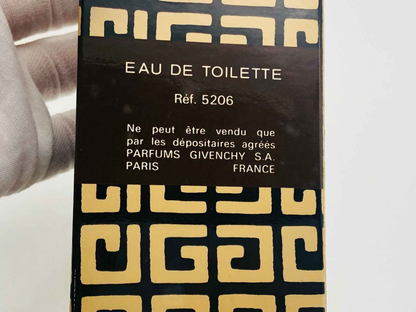 EAU DE TOILETTE
Réf. 5206
Ne peut être vendu que
par les dépositaires agréés
PARFUMS GIVENCHY S.A.
PARIS FRANCE